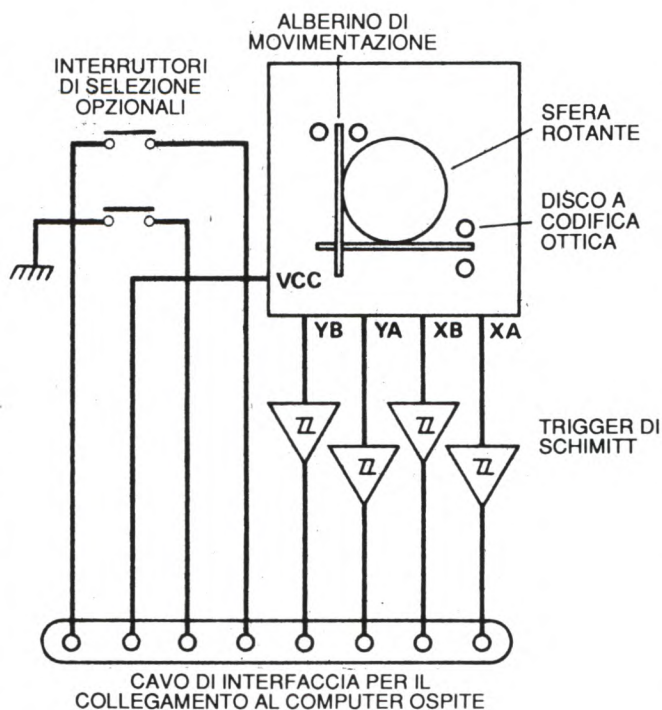 ALBERINO DI
MOVIMENTAZIONE
INTERRUTTORI
DI SELEZIONE
OPZIONALI
SFERA
ROTANTE
DISCO A
CODIFICA
OTTICA
VCC
YB YA XB XA
TRIGGER DI
SCHIMITT
CAVO DI INTERFACCIA PER IL
COLLEGAMENTO AL COMPUTER OSPITE